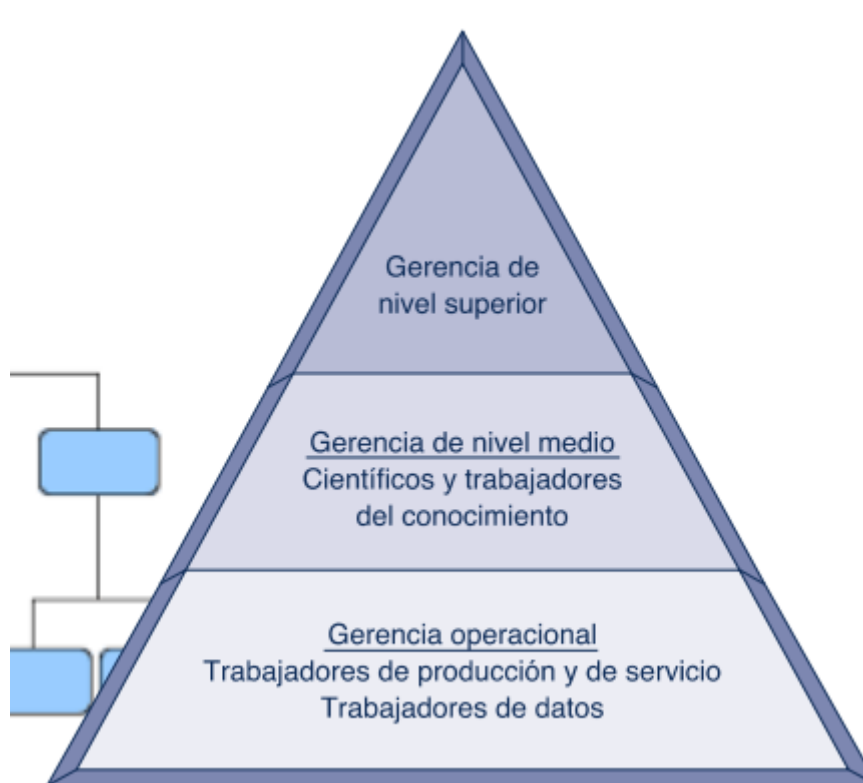 Gerencia de
nivel superior
Gerencia de nivel medio
Científicos y trabajadores
del conocimiento
Gerencia operacional
Trabajadores de producción y de servicio
Trabajadores de datos